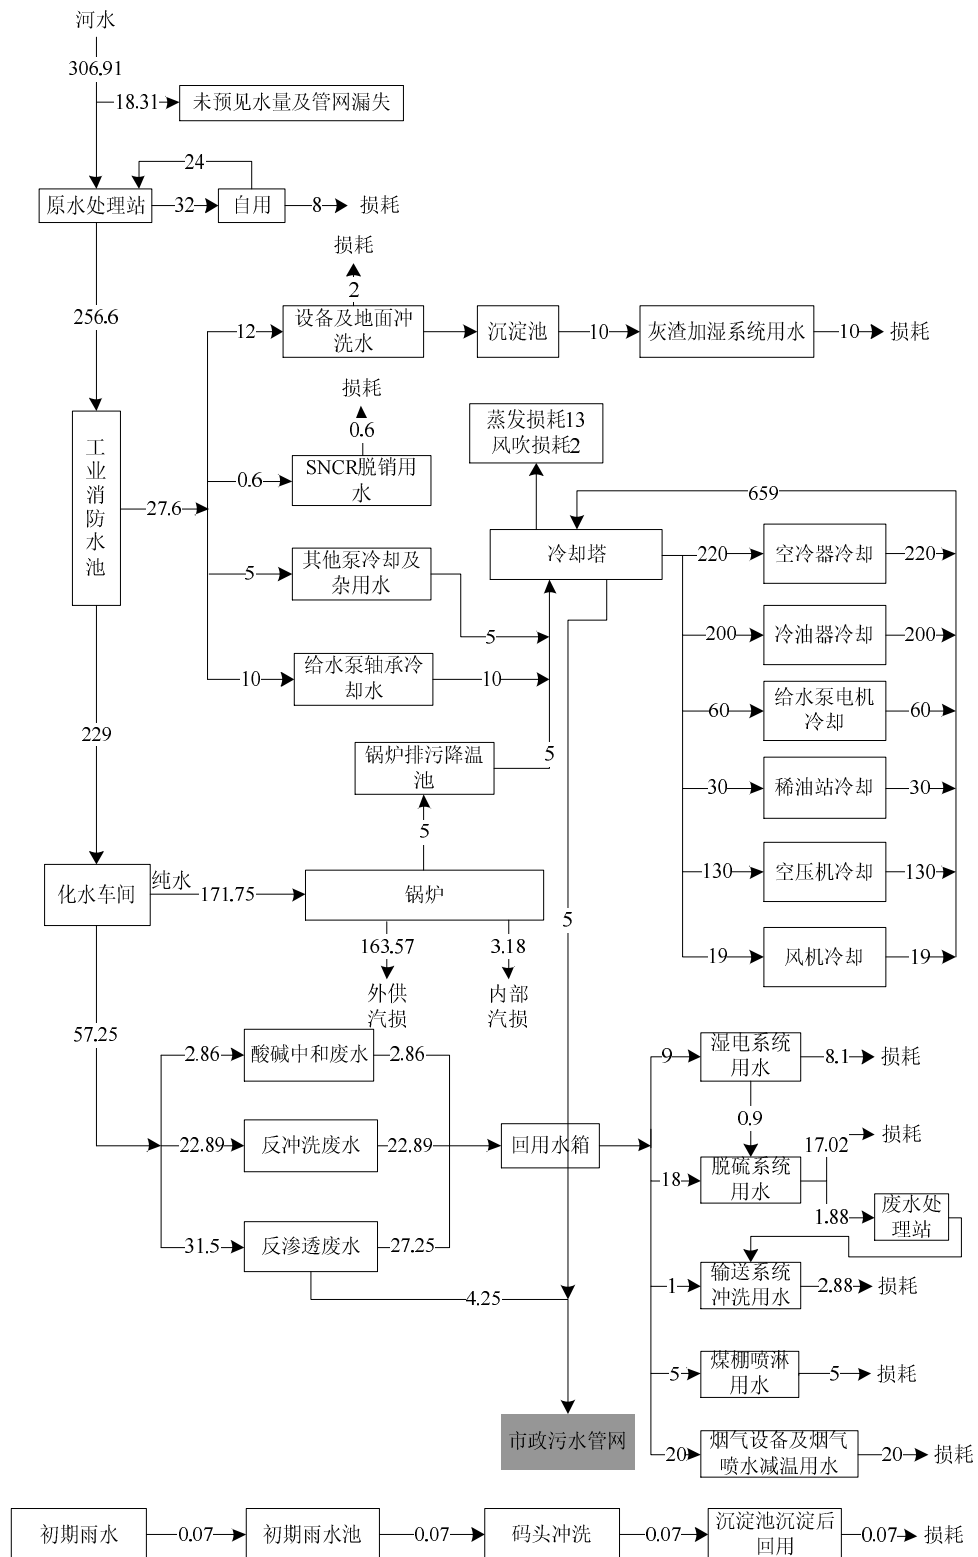 河水
306.91
18.31
未预见水量及管网漏失
24
原水处理站
32
自用
8
损耗
损耗
2
256.6
12
设备及地面冲
洗水
沉淀池
10
灰渣加湿系统用水
10
损耗
损耗
0.6
蒸发损耗13
风吹损耗2
工业消防水池
27.6
0.6
SNCR脱销用
水
659
5
其他泵冷却及
杂用水
5
冷却塔
220
空冷器冷却
220
200
冷油器冷却
200
10
给水泵轴承冷
却水
10
60
给水泵电机
冷却
60
229
锅炉排污降温
池
5
30
稀油站冷却
30
5
化水车间
纯水
171.75
锅炉
5
130
空压机冷却
130
163.57
3.18
外供
汽损
内部
汽损
19
风机冷却
19
57.25
2.86
酸碱中和废水
2.86
9
湿电系统
用水
8.1
损耗
0.9
22.89
反冲洗废水
22.89
回用水箱
17.02
损耗
18
脱硫系统
用水
1.88
废水处
理站
31.5
反渗透废水
27.25
4.25
1
输送系统
冲洗用水
2.88
损耗
5
煤棚喷淋
用水
5
损耗
市政污水管网
20
烟气设备及烟气
喷水减温用水
20
损耗
初期雨水
0.07
初期雨水池
0.07
码头冲洗
0.07
沉淀池沉淀后
回用
0.07
损耗